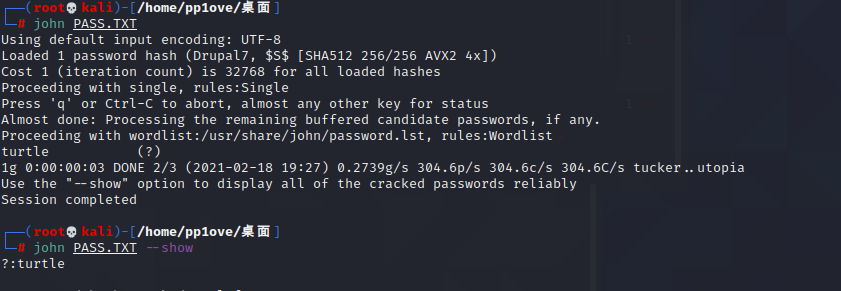 ┌──(root💀kali)-[/home/pp1ove/桌面]
└─# john PASS.TXT
Using default input encoding: UTF-8
Loaded 1 password hash (Drupal7, $S$ [SHA512 256/256 AVX2 4x])
Cost 1 (iteration count) is 32768 for all loaded hashes
Proceeding with single, rules:Single
Press 'q' or Ctrl-C to abort, almost any other key for status
Almost done: Processing the remaining buffered candidate passwords, if any.
Proceeding with wordlist:/usr/share/john/password.lst, rules:Wordlist
turtle           (?)
1g 0:00:00:03 DONE 2/3 (2021-02-18 19:27) 0.2739g/s 304.6p/s 304.6c/s 304.6C/s tucker..utopia
Use the "--show" option to display all of the cracked passwords reliably
Session completed
┌──(root💀kali)-[/home/pp1ove/桌面]
└─# john PASS.TXT --show
?:turtle